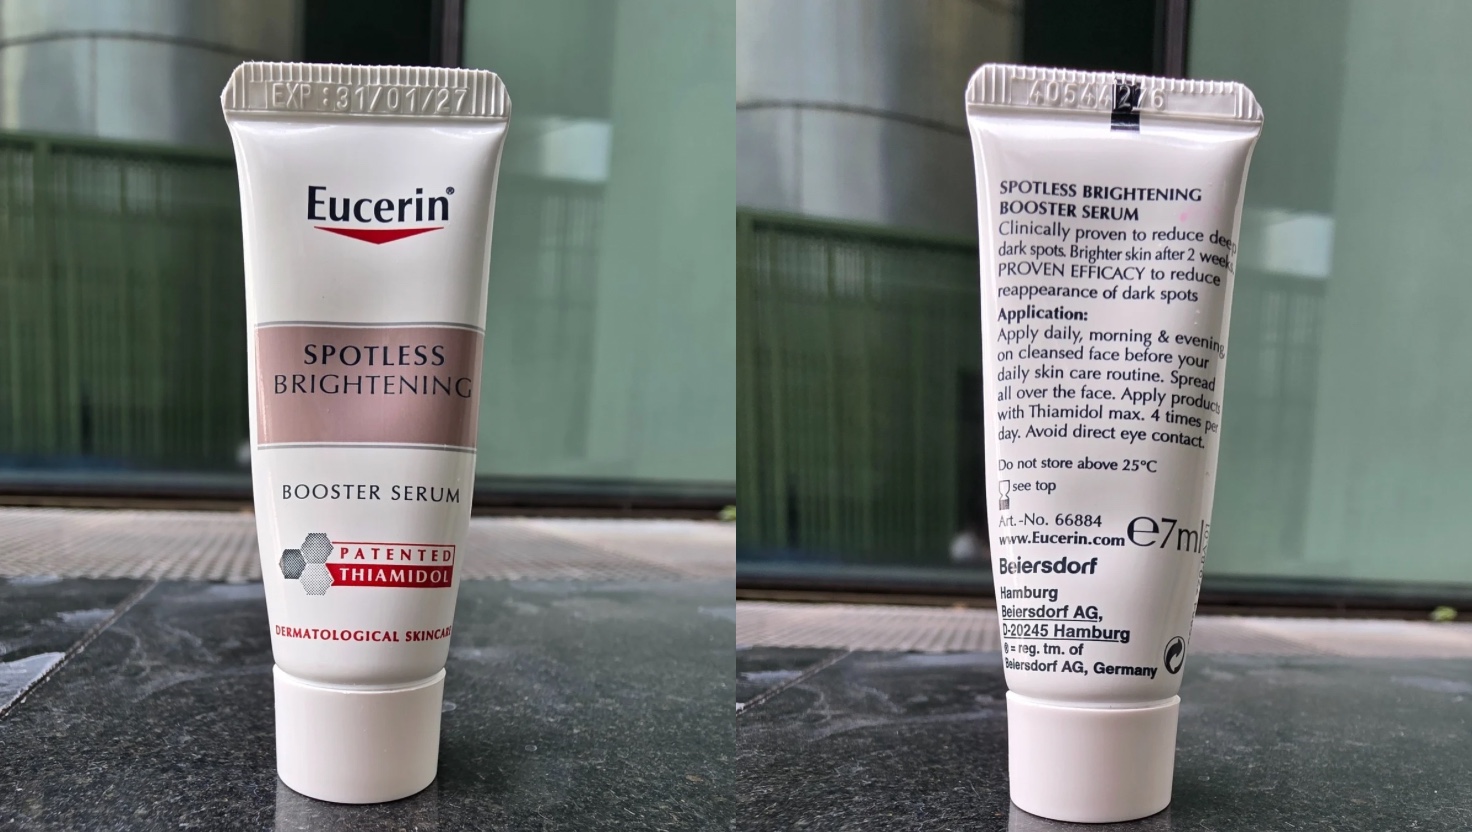 EXP : 31/01/27
Eucerin®
SPOTLESS
BRIGHTENING
BOOSTER SERUM
PATENTED
THIAMIDOL
DERMATOLOGICAL SKINCARE
40544276
SPOTLESS BRIGHTENING
BOOSTER SERUM
Clinically proven to reduce deep
dark spots. Brighter skin after 2 weeks.
PROVEN EFFICACY to reduce
reappearance of dark spots
Application:
Apply daily, morning & evening,
on cleansed face before your
daily skin care routine. Spread
all over the face. Apply products
with Thiamidol max. 4 times per
day. Avoid direct eye contact.
Do not store above 25°C
see top
Art.-No. 66884
www.Eucerin.com ℮7ml
Beiersdorf
Hamburg
Beiersdorf AG,
D-20245 Hamburg
® = reg. tm. of
Beiersdorf AG, Germany